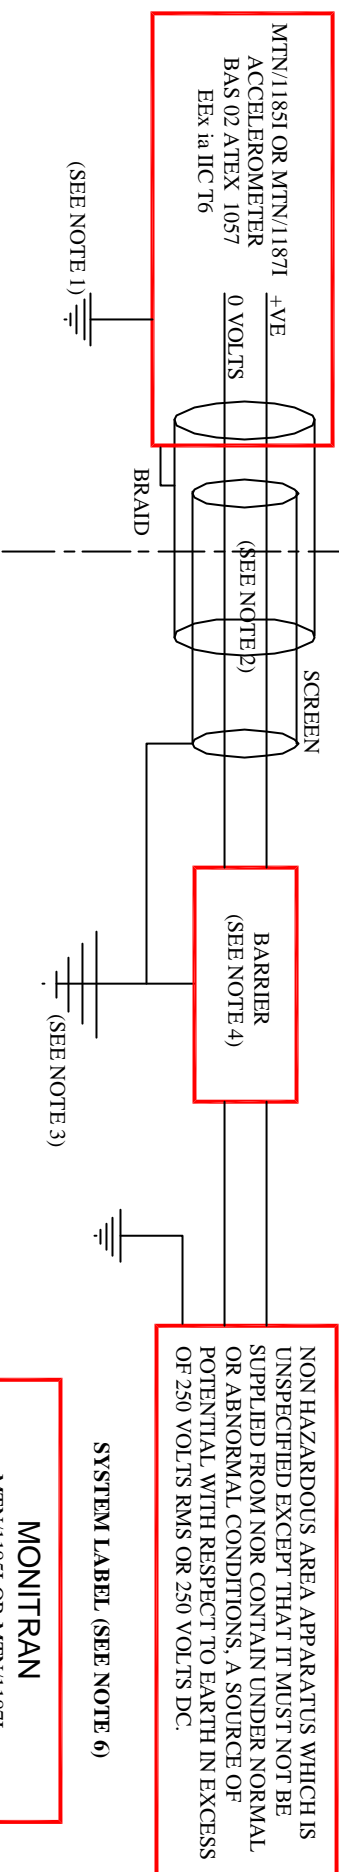 MTN/1185I OR MTN/1187I
ACCELEROMETER
BAS 02 ATEX 1057
EEx ia IIC T6
+VE
0 VOLTS
(SEE NOTE 1)
BRAID
(SEE NOTE 2)
SCREEN
BARRIER
(SEE NOTE 4)
(SEE NOTE 3)
NON HAZARDOUS AREA APPARATUS WHICH IS
UNSPECIFIED EXCEPT THAT IT MUST NOT BE
SUPPLIED FROM NOR CONTAIN UNDER NORMAL
OR ABNORMAL CONDITIONS, A SOURCE OF
POTENTIAL WITH RESPECT TO EARTH IN EXCESS
OF 250 VOLTS RMS OR 250 VOLTS DC.
SYSTEM LABEL (SEE NOTE 6)
MONITRAN